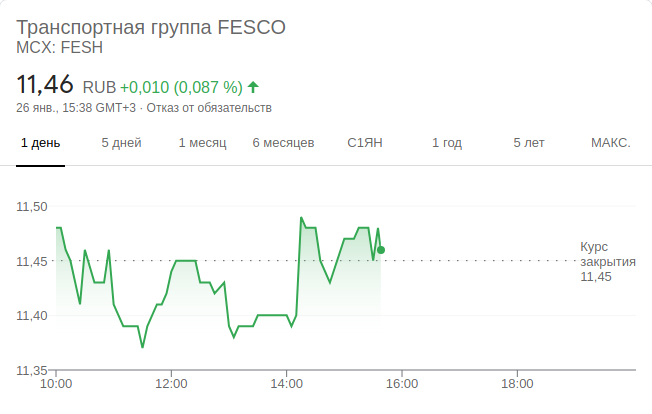 Транспортная группа FESCO
MCX: FESH
11,46 RUB +0,010 (0,087 %)
26 янв., 15:38 GMT+3 · Отказ от обязательств
1 день 5 дней 1 месяц 6 месяцев С1ЯН 1 год 5 лет МАКС.
11,50
11,45
11,40
11,35
Курс
закрытия
11,45
10:00 12:00 14:00 16:00 18:00